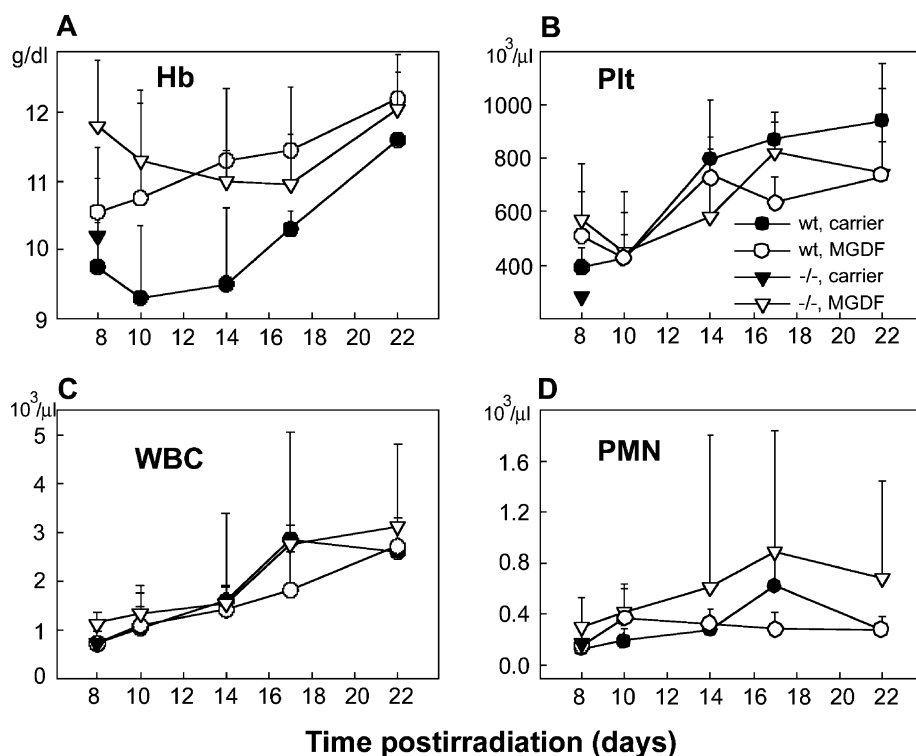 A
g/dl
Hb
12
11
10
9
8 10 12 14 16 18 20 22
B
10³/µl
Plt
1000
800
600
400
wt, carrier
wt, MGDF
-/-, carrier
-/-, MGDF
8 10 12 14 16 18 20 22
C
10³/µl
WBC
5
4
3
2
1
0
8 10 12 14 16 18 20 22
D
10³/µl
PMN
1.6
1.2
0.8
0.4
0.0
8 10 12 14 16 18 20 22
Time postirradiation (days)